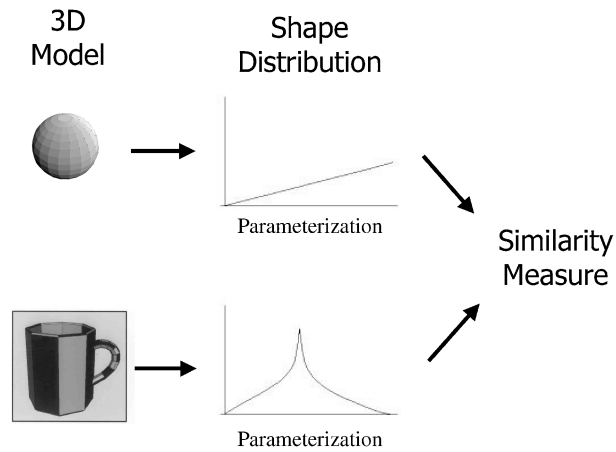 3D
Model
Shape
Distribution
Parameterization
Similarity
Measure
Parameterization